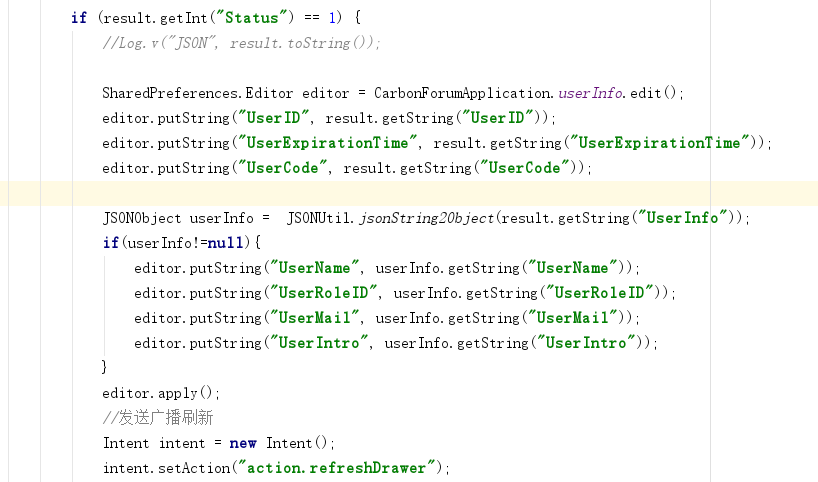 if (result.getInt("Status") == 1) {
//Log.v("JSON", result.toString());
SharedPreferences.Editor editor = CarbonForumApplication.userInfo.edit();
editor.putString("UserID", result.getString("UserID"));
editor.putString("UserExpirationTime", result.getString("UserExpirationTime"));
editor.putString("UserCode", result.getString("UserCode"));
JSONObject userInfo =  JSONUtil.jsonString2Object(result.getString("UserInfo"));
if(userInfo!=null){
editor.putString("UserName", userInfo.getString("UserName"));
editor.putString("UserRoleID", userInfo.getString("UserRoleID"));
editor.putString("UserMail", userInfo.getString("UserMail"));
editor.putString("UserIntro", userInfo.getString("UserIntro"));
}
editor.apply();
//发送广播刷新
Intent intent = new Intent();
intent.setAction("action.refreshDrawer");